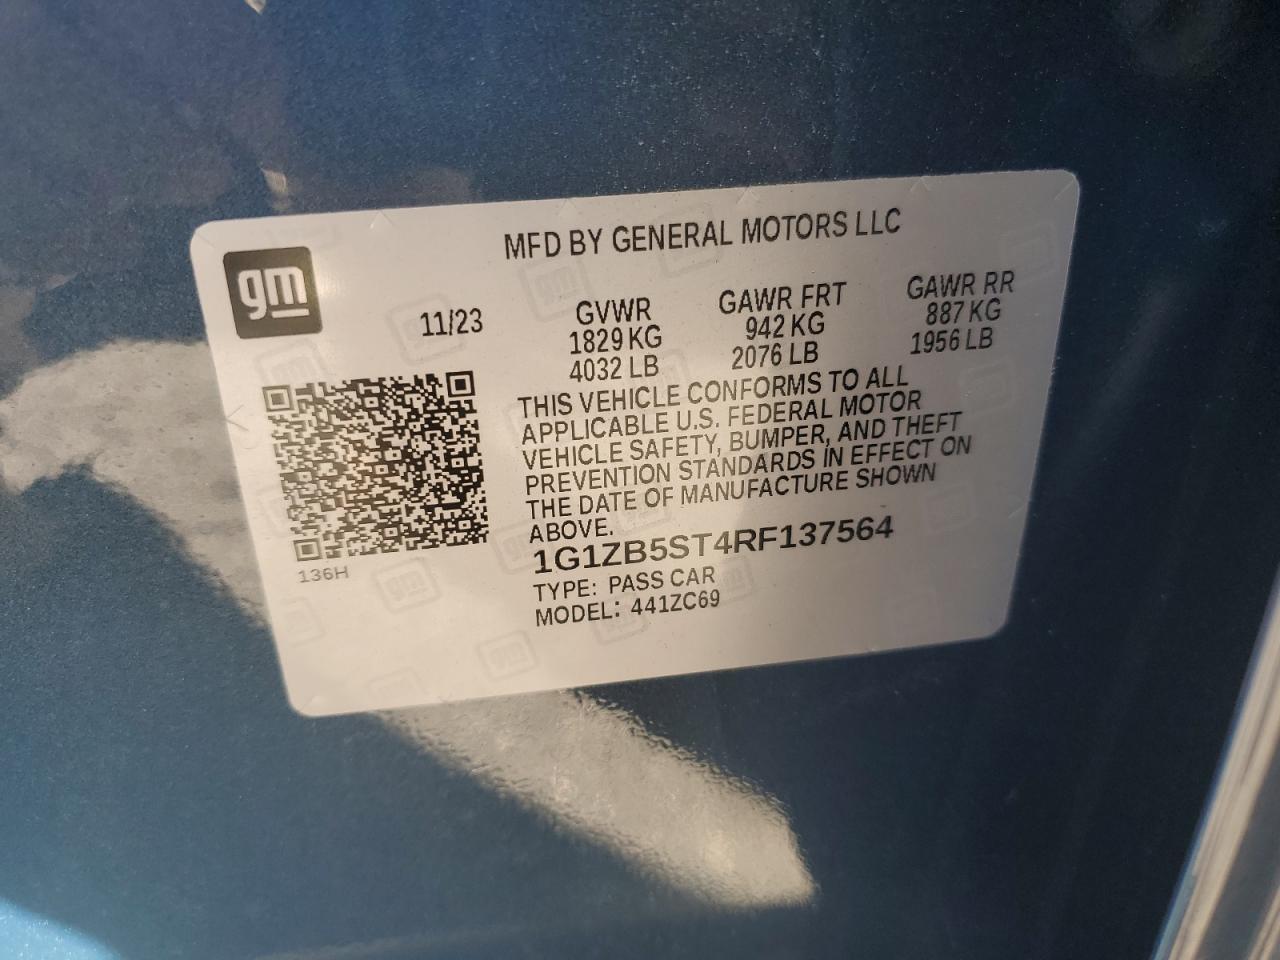 MFD BY GENERAL MOTORS LLC
gm
11/23
GVWR
1829 KG
4032 LB
GAWR FRT
942 KG
2076 LB
GAWR RR
887 KG
1956 LB
THIS VEHICLE CONFORMS TO ALL
APPLICABLE U.S. FEDERAL MOTOR
VEHICLE SAFETY, BUMPER, AND THEFT
PREVENTION STANDARDS IN EFFECT ON
THE DATE OF MANUFACTURE SHOWN
ABOVE.
1G1ZB5ST4RF137564
TYPE: PASS CAR
MODEL: 441ZC69
136H